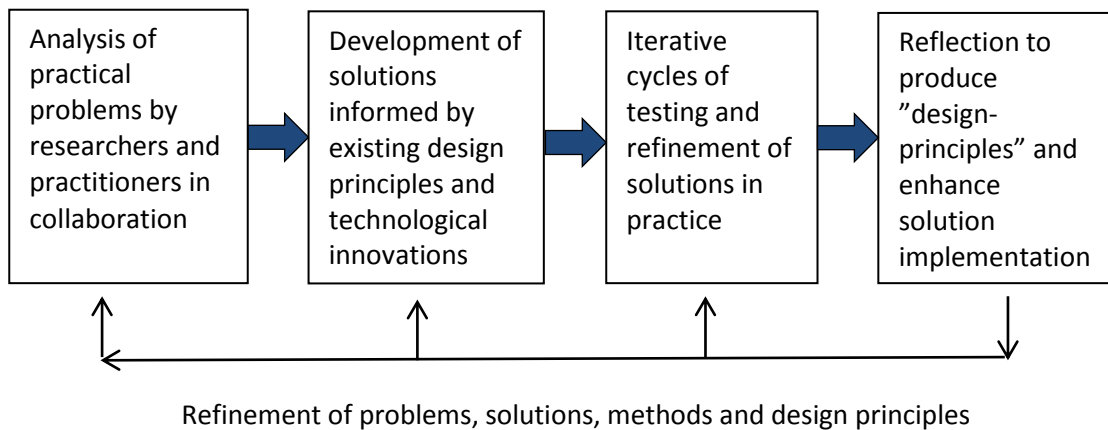 Analysis of
practical
problems by
researchers and
practitioners in
collaboration
Development of
solutions
informed by
existing design
principles and
technological
innovations
Iterative
cycles of
testing and
refinement of
solutions in
practice
Reflection to
produce
”design-
principles” and
enhance
solution
implementation
Refinement of problems, solutions, methods and design principles